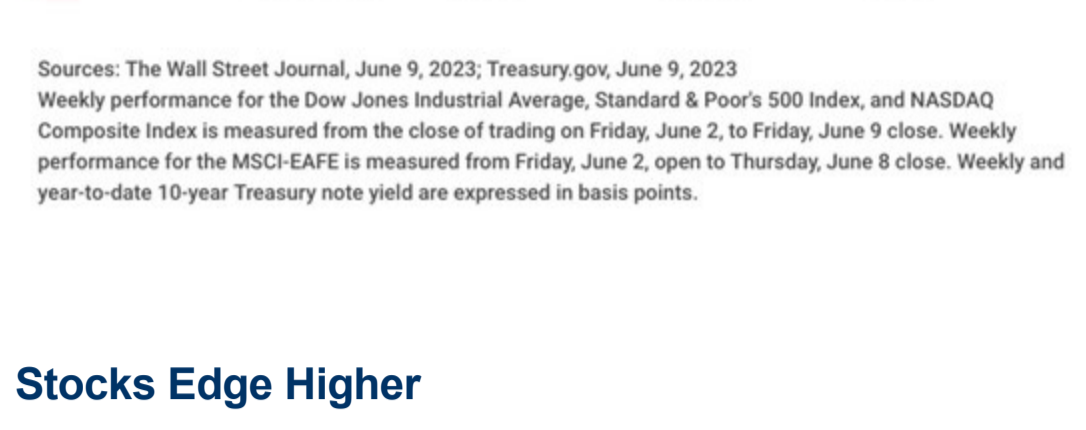 Sources: The Wall Street Journal, June 9, 2023; Treasury.gov, June 9, 2023
Weekly performance for the Dow Jones Industrial Average, Standard & Poor's 500 Index, and NASDAQ
Composite Index is measured from the close of trading on Friday, June 2, to Friday, June 9 close. Weekly
performance for the MSCI-EAFE is measured from Friday, June 2, open to Thursday, June 8 close. Weekly and
year-to-date 10-year Treasury note yield are expressed in basis points.
Stocks Edge Higher